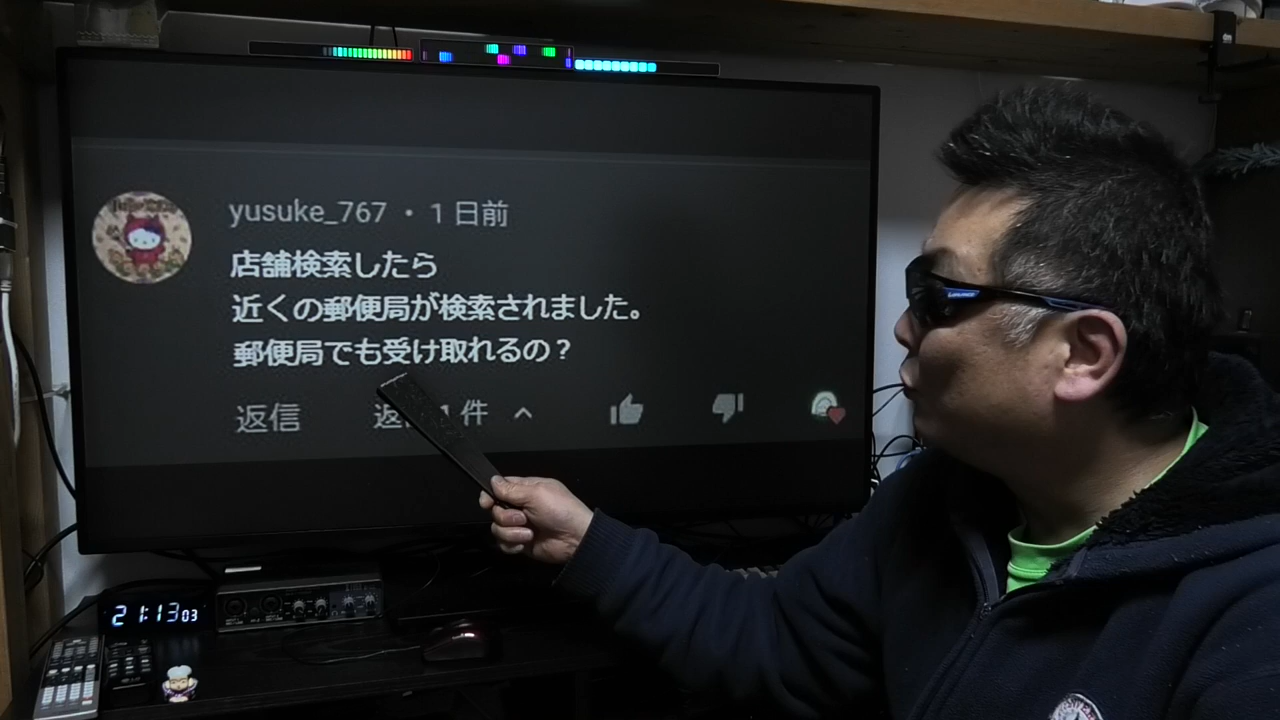 yusuke_767・1日前
店舗検索したら
近くの郵便局が検索されました。
郵便局でも受け取れるの？
返信
返 1件
21:13 03